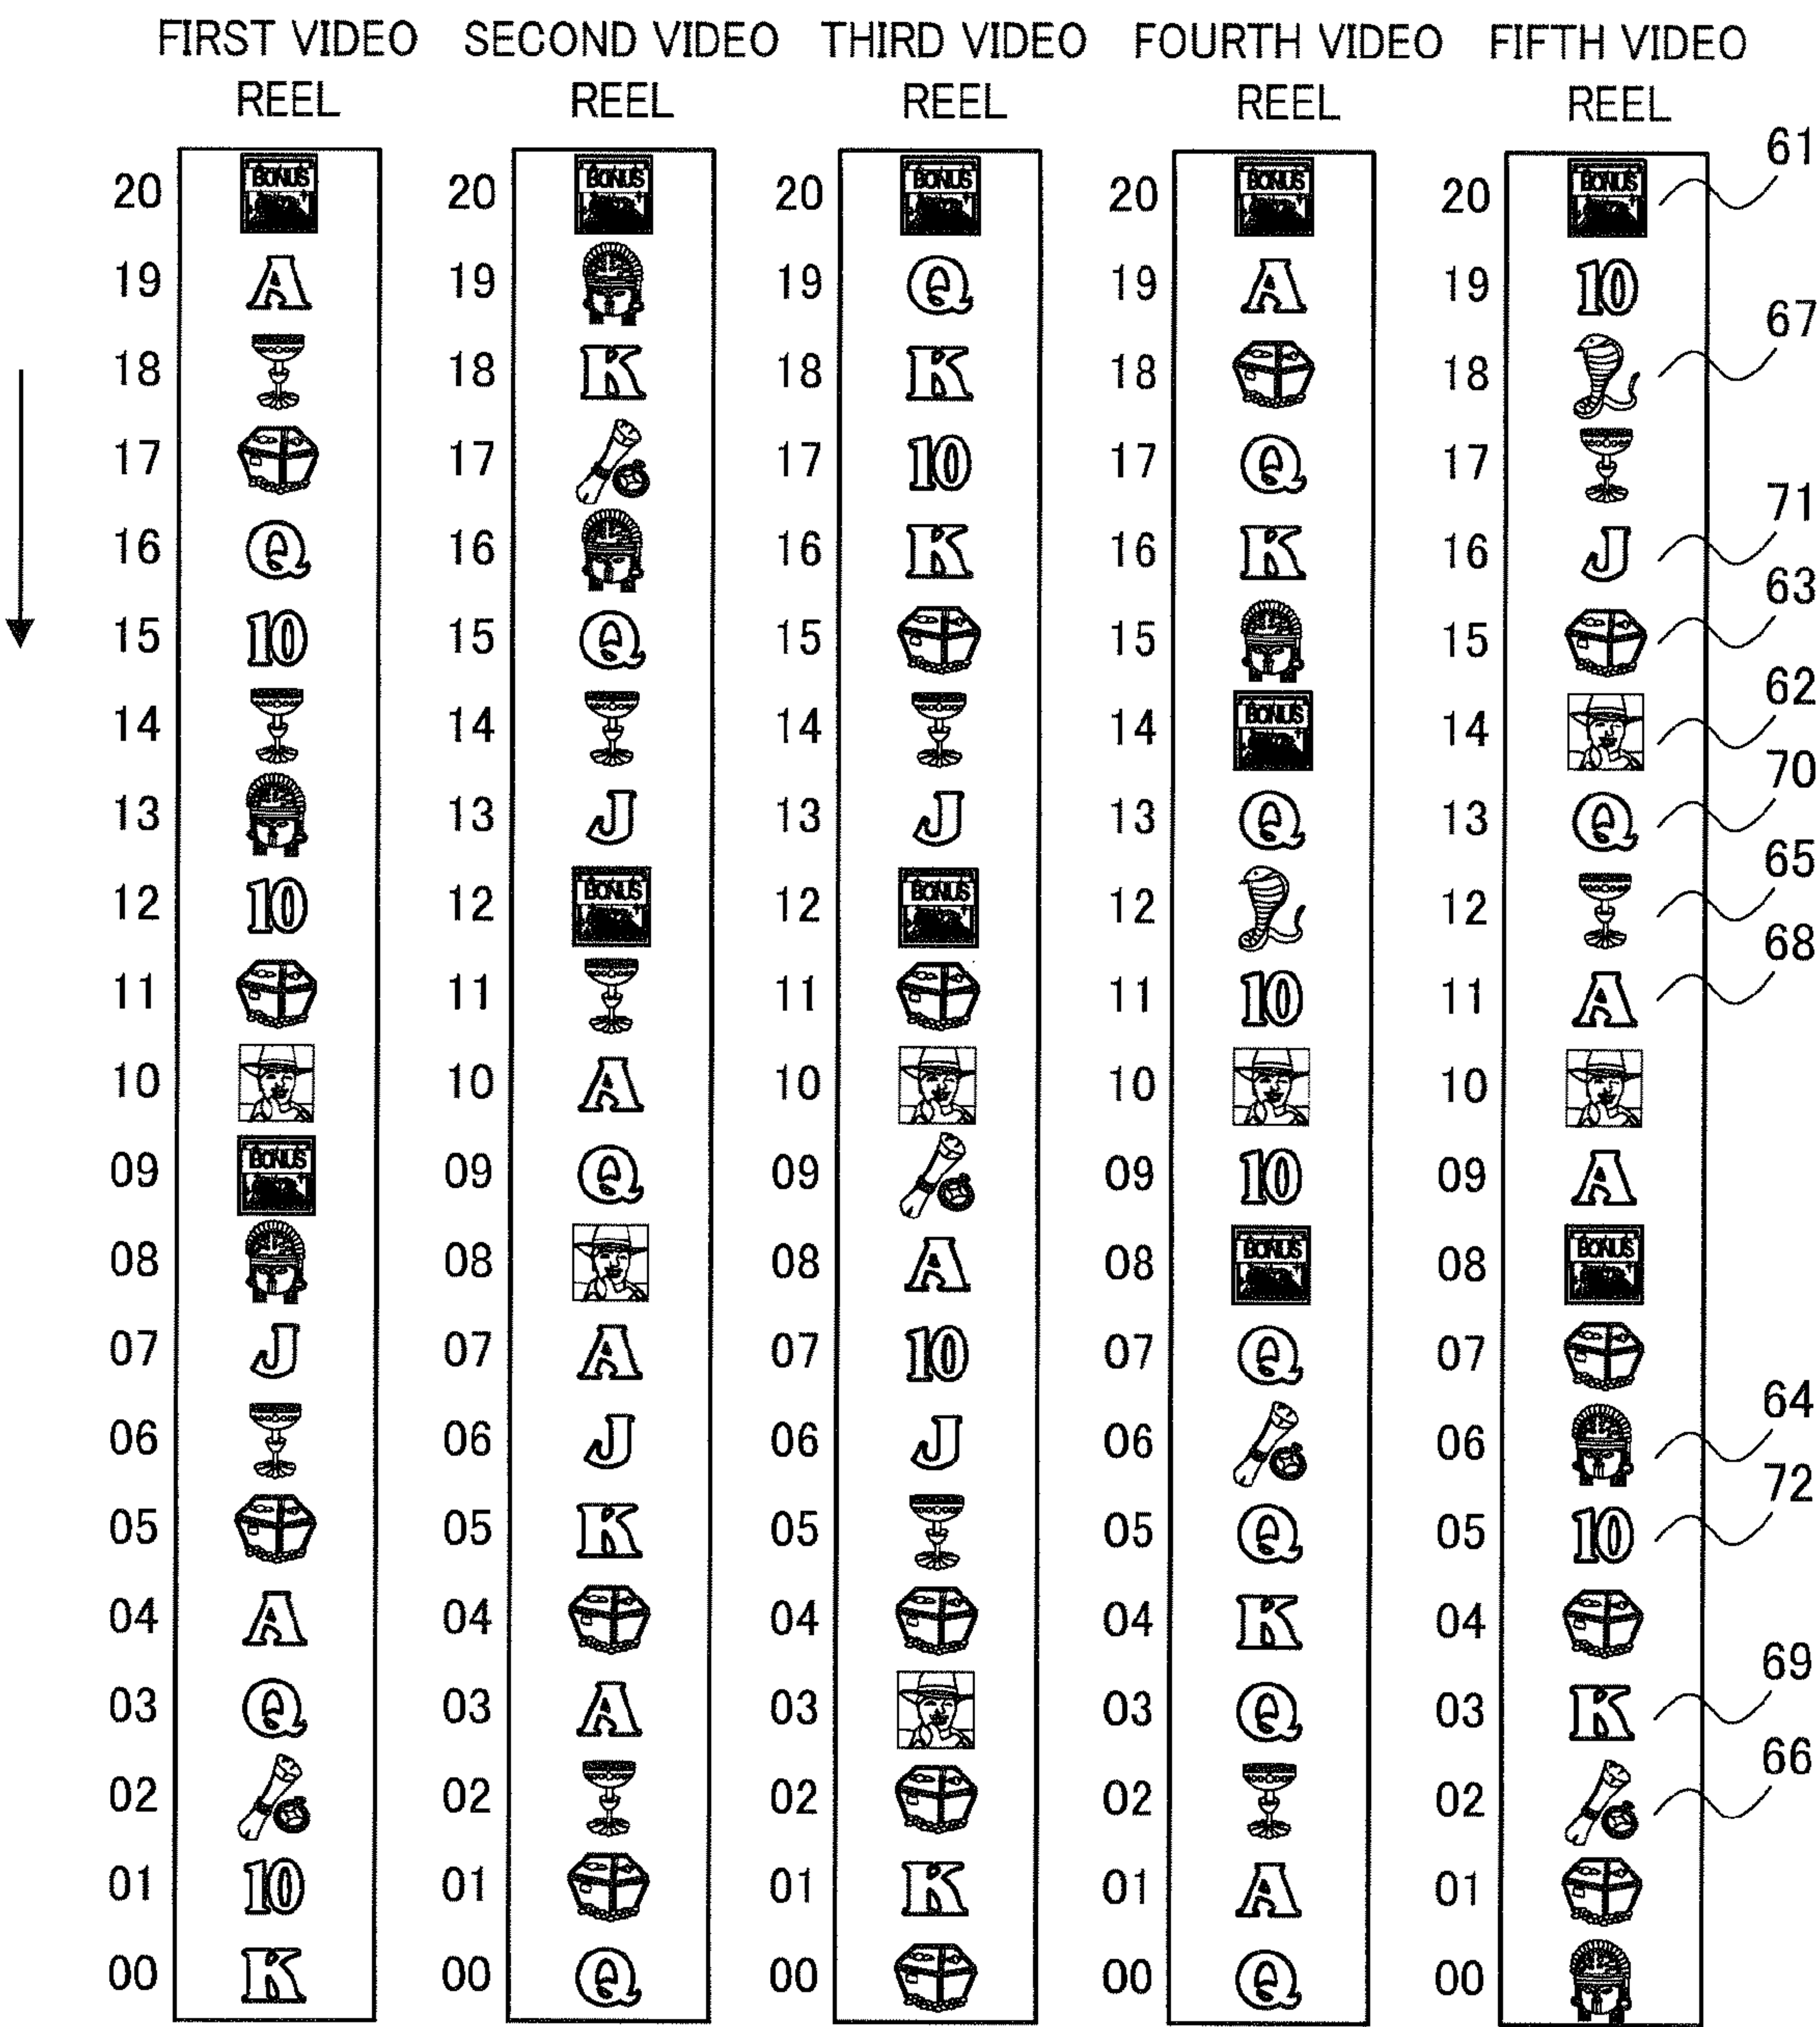 FIRST VIDEO REEL SECOND VIDEO REEL THIRD VIDEO REEL FOURTH VIDEO REEL FIFTH VIDEO REEL
20 BONUS 20 BONUS 20 BONUS 20 BONUS 20 BONUS 61
19 A 19 19 Q 19 A 19 10
18 18 K 18 K 18 18 67
17 17 17 10 17 Q 17
16 Q 16 16 K 16 K 16 J 71
15 10 15 Q 15 15 15 63
14 14 14 14 BONUS 14 62
13 13 J 13 J 13 Q 13 Q 70
12 10 12 BONUS 12 BONUS 12 12 65
11 11 11 11 10 11 A 68
10 10 A 10 10 10
09 BONUS 09 Q 09 09 10 09 A
08 08 08 A 08 BONUS 08 BONUS
07 J 07 A 07 10 07 Q 07
06 06 J 06 J 06 06 64
05 05 K 05 05 Q 05 10 72
04 A 04 04 04 K 04
03 Q 03 A 03 03 Q 03 K 69
02 02 02 02 02 66
01 10 01 01 K 01 A 01
00 K 00 Q 00 00 Q 00